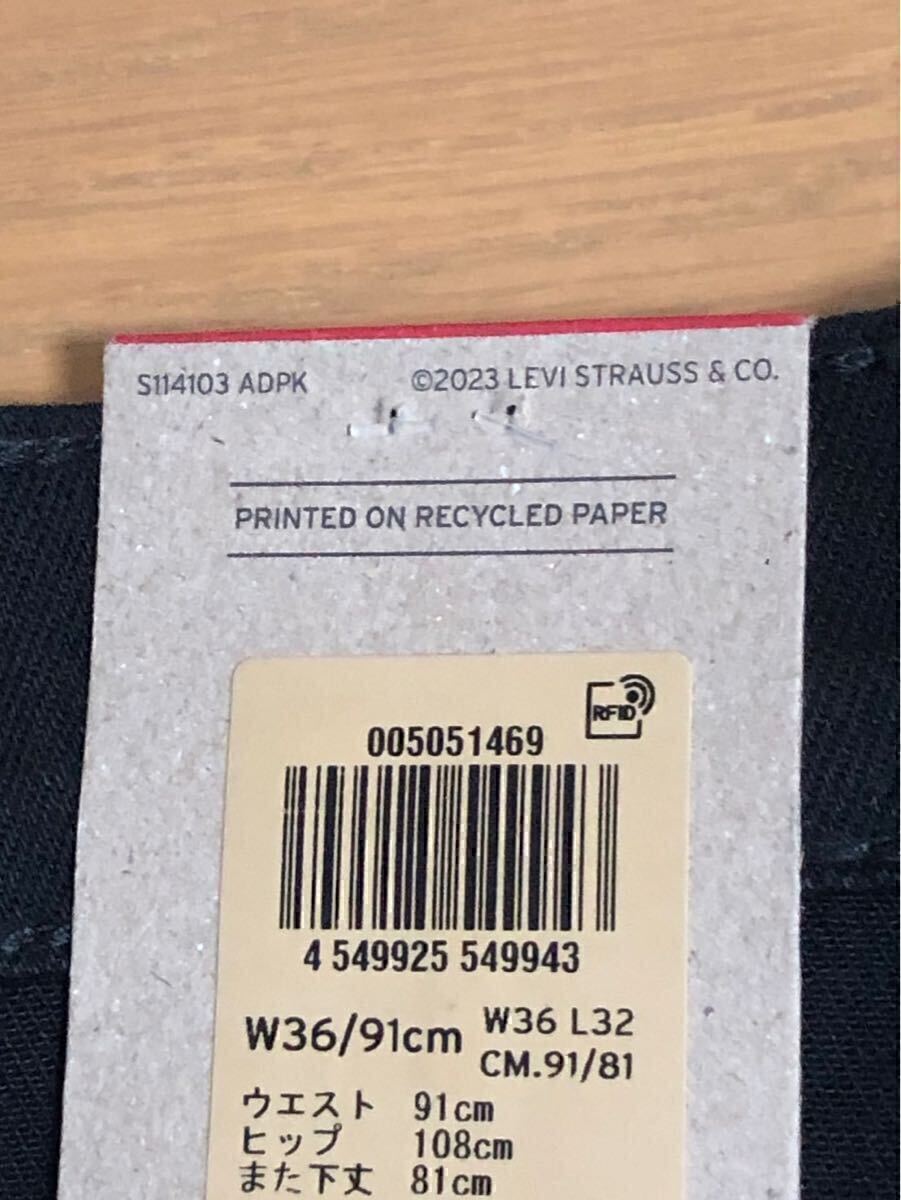 S114103 ADPK ©2023 LEVI STRAUSS & CO.
PRINTED ON RECYCLED PAPER
RFID
005051469
4 549925 549943
W36/91cm W36 L32
CM.91/81
ウエスト 91cm
ヒップ 108cm
また下丈 81cm